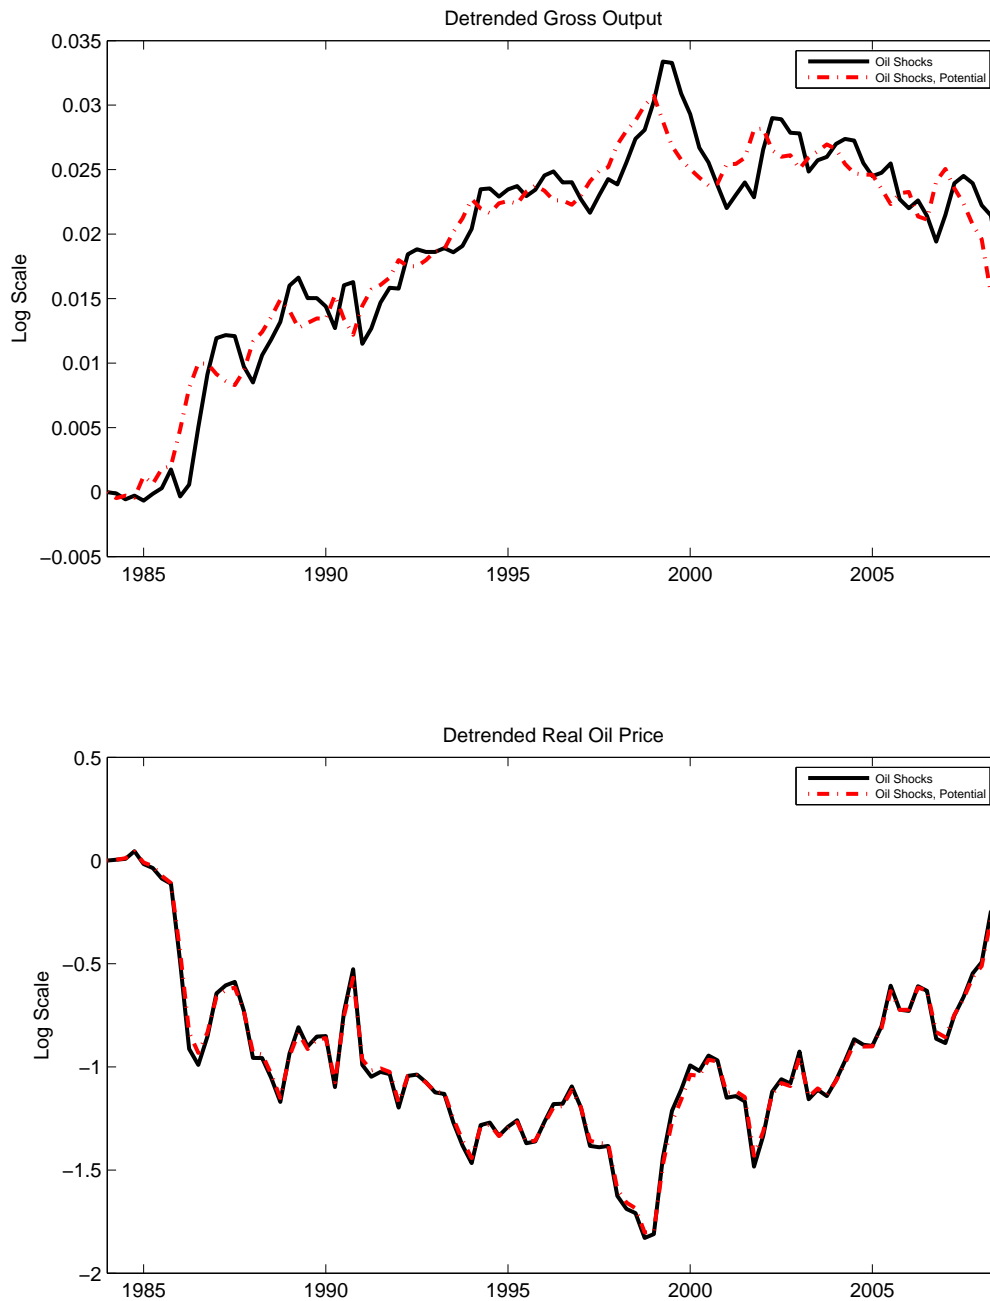 Detrended Gross Output
0.035
0.03
0.025
0.02
0.015
0.01
0.005
0
−0.005
Log Scale
Oil Shocks
Oil Shocks, Potential
1985 1990 1995 2000 2005
Detrended Real Oil Price
0.5
0
−0.5
−1
−1.5
−2
Log Scale
Oil Shocks
Oil Shocks, Potential
1985 1990 1995 2000 2005